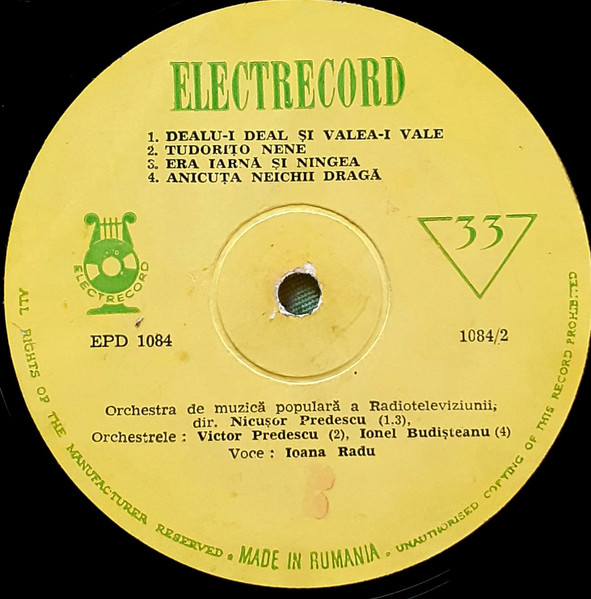 ELECTRECORD
1. DEALU-I DEAL ȘI VALEA-I VALE
2. TUDORIȚO NENE
3. ERA IARNĂ ȘI NINGEA
4. ANICUȚA NEICHII DRAGĂ
ELECTRECORD
33
EPD 1084
1084/2
Orchestra de muzică populară a Radioteleviziunii;
dir. Nicușor Predescu (1.3),
Orchestrele : Victor Predescu (2), Ionel Budișteanu (4)
Voce : Ioana Radu
ALL RIGHTS OF THE MANUFACTURER RESERVED • MADE IN RUMANIA • UNAUTHORISED COPYING OF THIS RECORD PROHIBITED